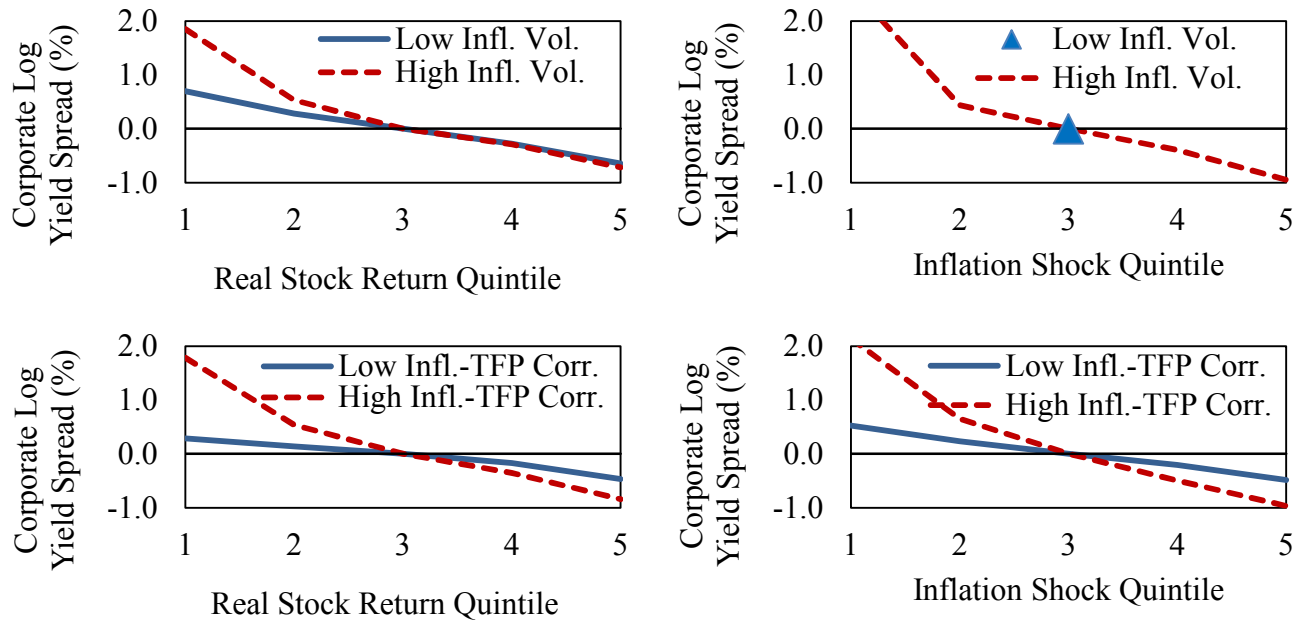 Corporate Log
Yield Spread (%)
2.0
1.0
0.0
-1.0
Low Infl. Vol.
High Infl. Vol.
1 2 3 4 5
Real Stock Return Quintile
Corporate Log
Yield Spread (%)
2.0
1.0
0.0
-1.0
Low Infl. Vol.
High Infl. Vol.
1 2 3 4 5
Inflation Shock Quintile
Corporate Log
Yield Spread (%)
2.0
1.0
0.0
-1.0
Low Infl.-TFP Corr.
High Infl.-TFP Corr.
1 2 3 4 5
Real Stock Return Quintile
Corporate Log
Yield Spread (%)
2.0
1.0
0.0
-1.0
Low Infl.-TFP Corr.
High Infl.-TFP Corr.
1 2 3 4 5
Inflation Shock Quintile